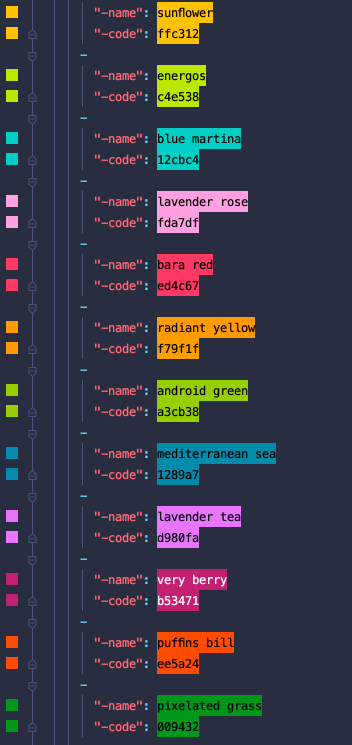 "-name": sunflower
"-code": ffc312
-
"-name": energos
"-code": c4e538
-
"-name": blue martina
"-code": 12cbc4
-
"-name": lavender rose
"-code": fda7df
-
"-name": bara red
"-code": ed4c67
-
"-name": radiant yellow
"-code": f79f1f
-
"-name": android green
"-code": a3cb38
-
"-name": mediterranean sea
"-code": 1289a7
-
"-name": lavender tea
"-code": d980fa
-
"-name": very berry
"-code": b53471
-
"-name": puffins bill
"-code": ee5a24
-
"-name": pixelated grass
"-code": 009432